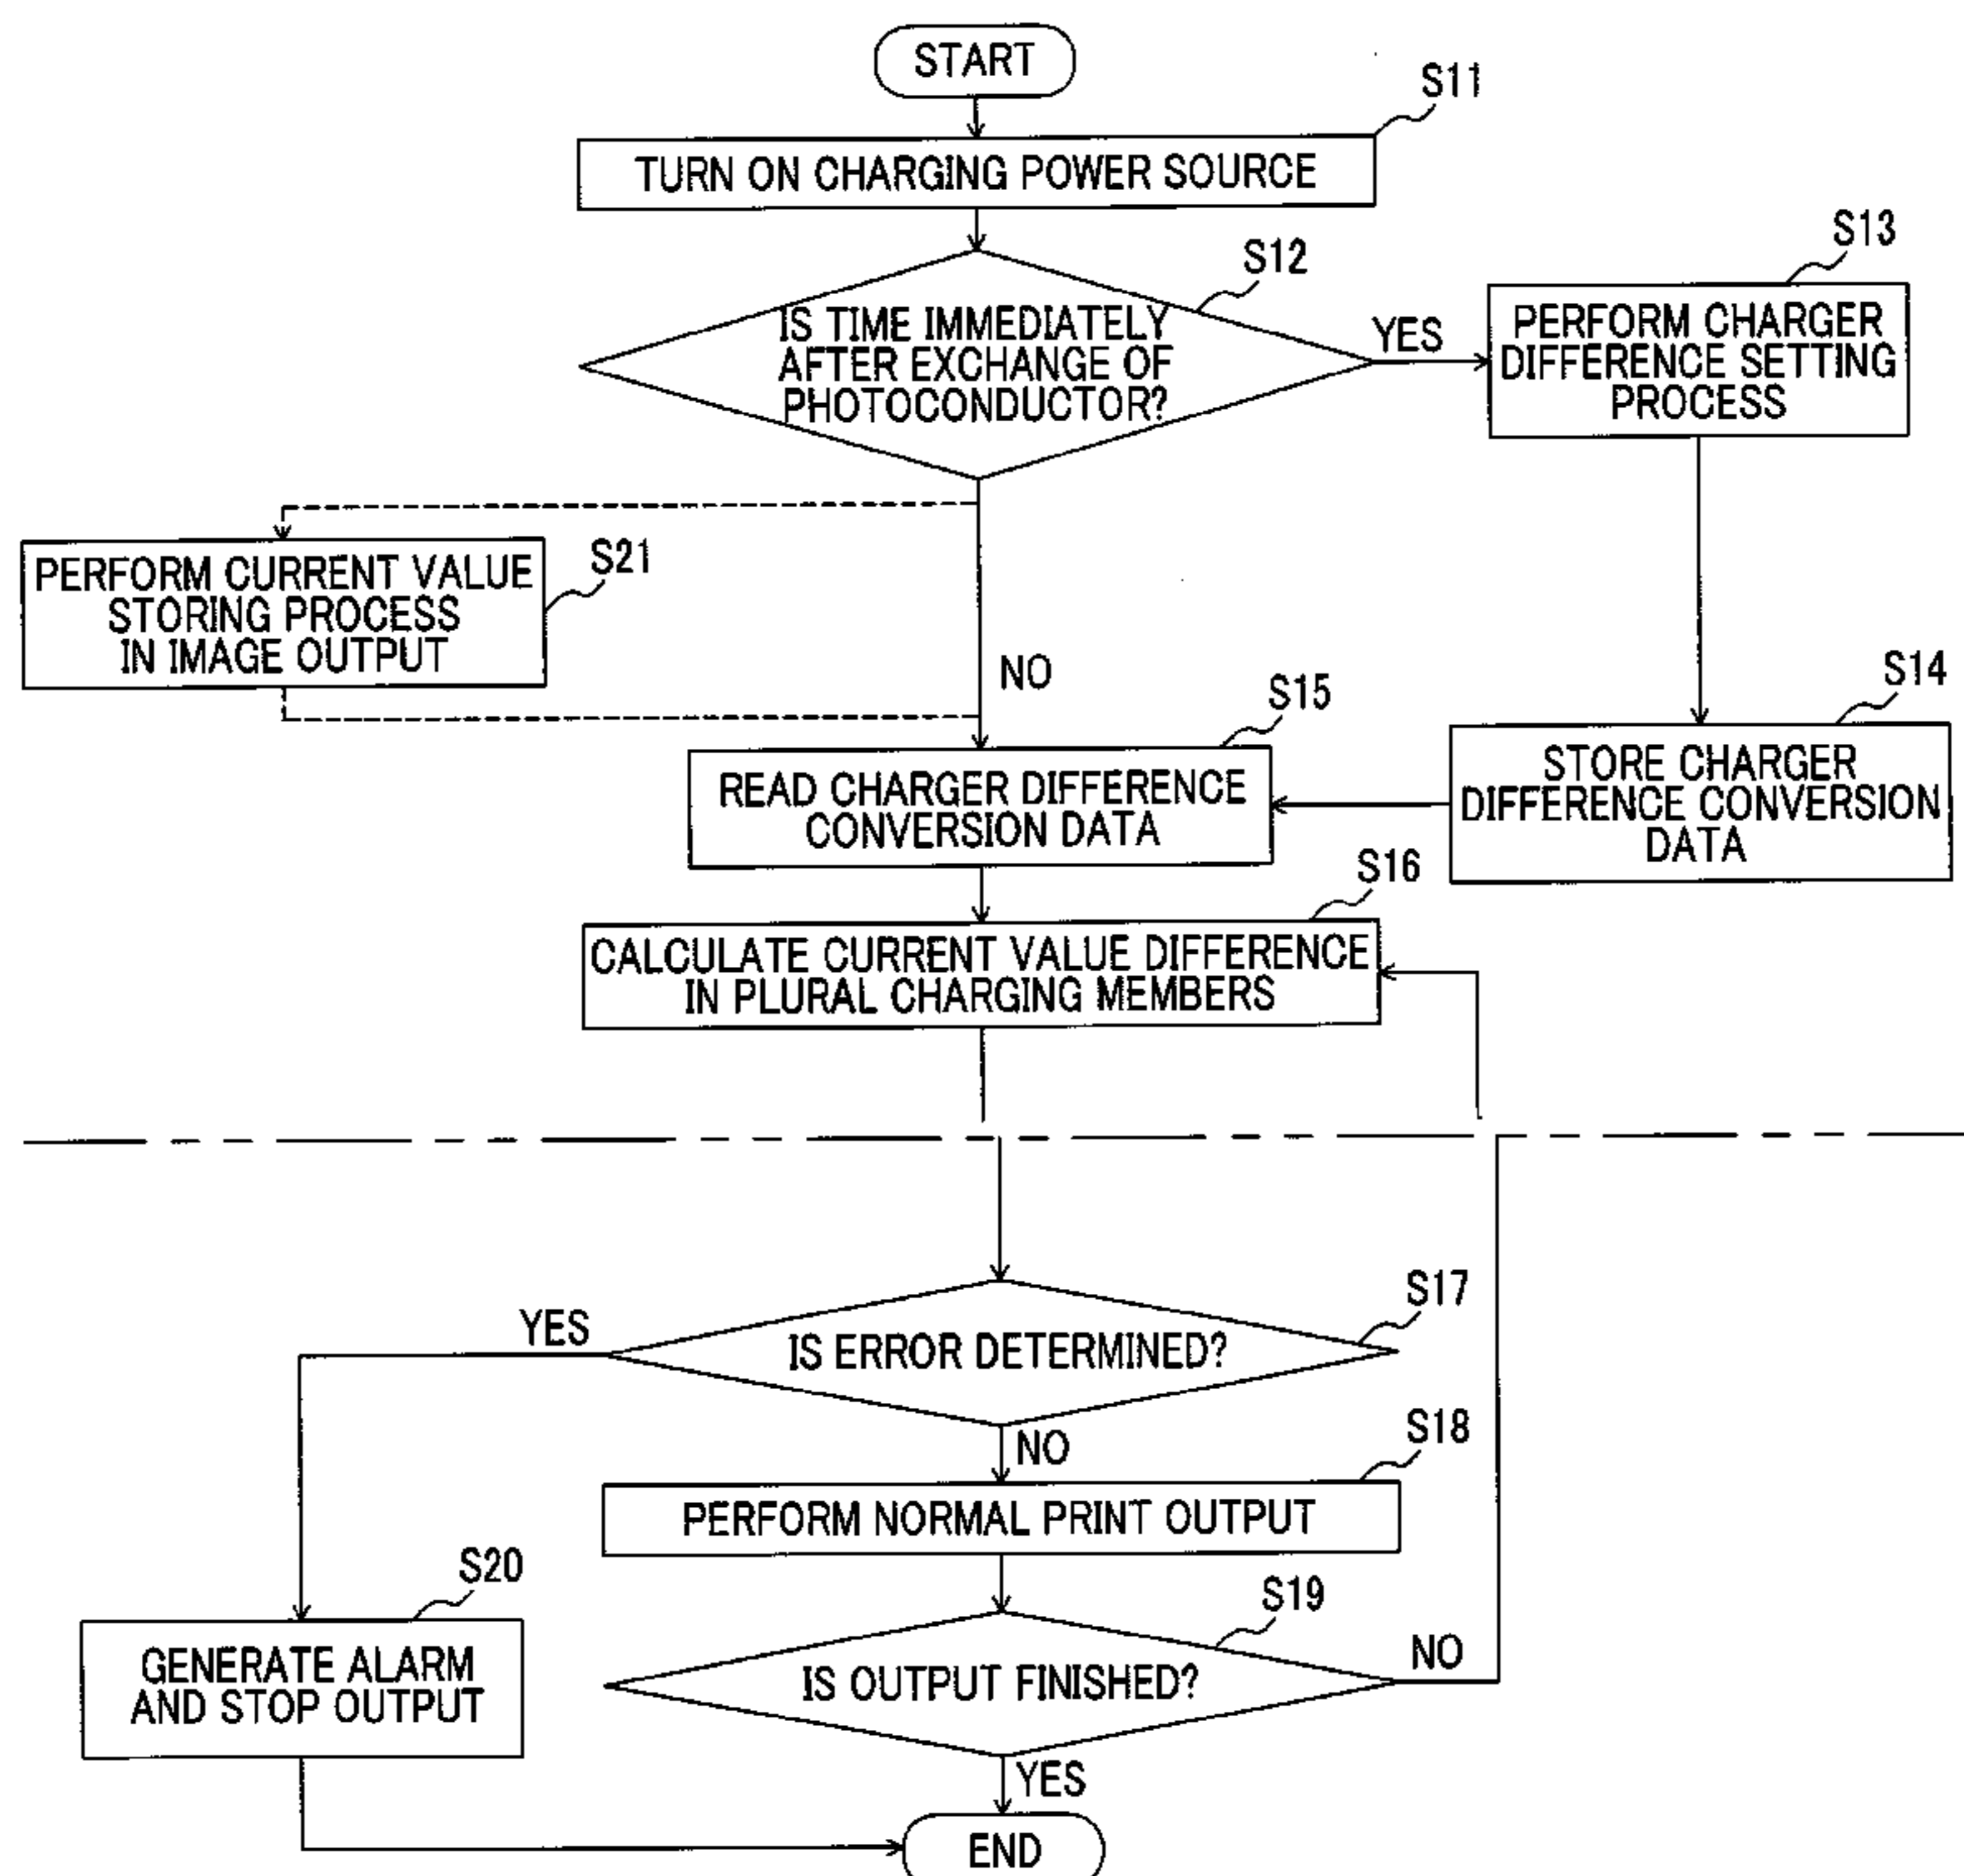 START
S11
TURN ON CHARGING POWER SOURCE
S12
IS TIME IMMEDIATELY
AFTER EXCHANGE OF
PHOTOCONDUCTOR?
YES
S13
PERFORM CHARGER
DIFFERENCE SETTING
PROCESS
S21
PERFORM CURRENT VALUE
STORING PROCESS
IN IMAGE OUTPUT
NO
S14
STORE CHARGER
DIFFERENCE CONVERSION
DATA
S15
READ CHARGER DIFFERENCE
CONVERSION DATA
S16
CALCULATE CURRENT VALUE DIFFERENCE
IN PLURAL CHARGING MEMBERS
S17
IS ERROR DETERMINED?
YES
NO
S18
PERFORM NORMAL PRINT OUTPUT
S20
GENERATE ALARM
AND STOP OUTPUT
S19
IS OUTPUT FINISHED?
NO
YES
END